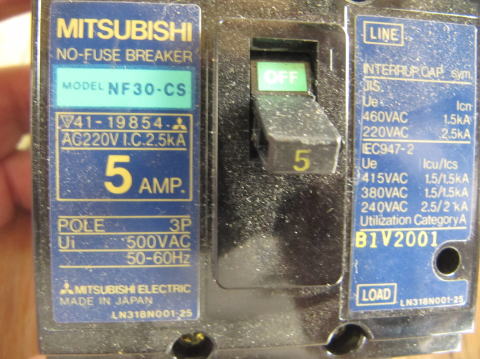 MITSUBISHI
NO-FUSE BREAKER
MODEL NF30-CS
41-19854-
AC220V I.C. 2.5kA
5 AMP.
POLE 3P
Ui 500VAC
50-60Hz
MITSUBISHI ELECTRIC
MADE IN JAPAN
LN318N001-25
OFF
5
LINE
INTERRUP. CAP. sym.
JIS
Ue Icn
460VAC 1.5kA
220VAC 2.5kA
IEC947-2
Ue Icu/Ics
415VAC 1.5/1.5kA
380VAC 1.5/1.5kA
240VAC 2.5/2 kA
Utilization Category A
B1V2001
LOAD
LN318N001-25